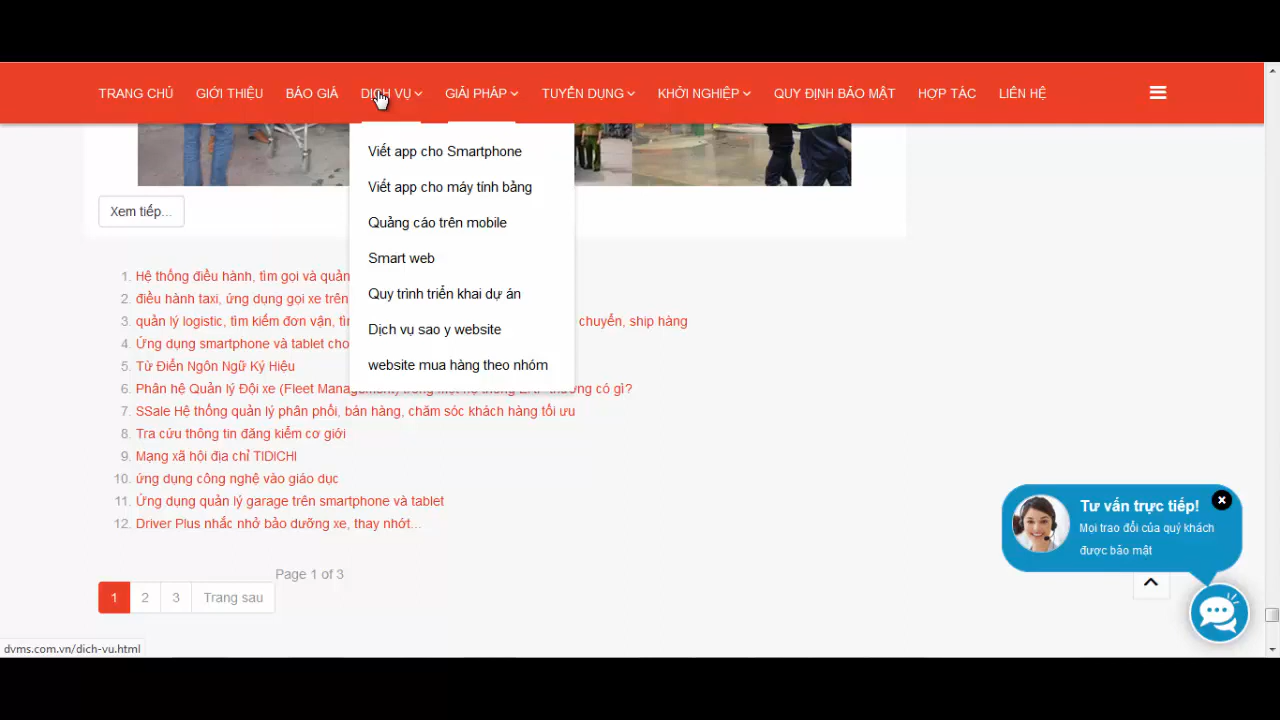 TRANG CHỦ GIỚI THIỆU BÁO GIÁ DỊCH VỤ GIẢI PHÁP TUYỂN DỤNG KHỞI NGHIỆP QUY ĐỊNH BẢO MẬT HỢP TÁC LIÊN HỆ
Viết app cho Smartphone
Viết app cho máy tính bảng
Quảng cáo trên mobile
Smart web
Quy trình triển khai dự án
Dịch vụ sao y website
website mua hàng theo nhóm
Xem tiếp...
1. Hệ thống điều hành, tìm gọi và quản
2. điều hành taxi, ứng dụng gọi xe trên
3. quản lý logistic, tìm kiếm đơn vận, chuyển, ship hàng
4. Ứng dụng smartphone và tablet cho
5. Từ Điển Ngôn Ngữ Ký Hiệu
6. Phân hệ Quản lý Đội xe (Fleet Management) trong một hệ thống ERP thường có gì?
7. SSale Hệ thống quản lý phân phối, bán hàng, chăm sóc khách hàng tối ưu
8. Tra cứu thông tin đăng kiểm cơ giới
9. Mạng xã hội địa chỉ TIDICHI
10. ứng dụng công nghệ vào giáo dục
11. Ứng dụng quản lý garage trên smartphone và tablet
12. Driver Plus nhắc nhở bảo dưỡng xe, thay nhớt...
Tư vấn trực tiếp!
Mọi trao đổi của quý khách
được bảo mật
Page 1 of 3
1 2 3 Trang sau
dvms.com.vn/dich-vu.html